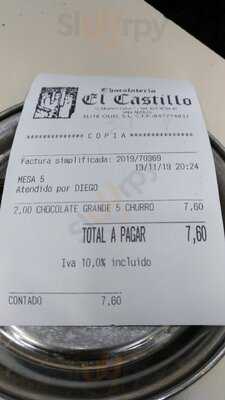 Chocolatería
El Castillo
C O P I A
Factura simplificada: 2019/70969
13/11/19 20:24
MESA 5
Atendido por DIEGO
2,00 CHOCOLATE GRANDE 5 CHURRO 7,60
TOTAL A PAGAR 7,60
Iva 10,0% incluido
CONTADO 7,60